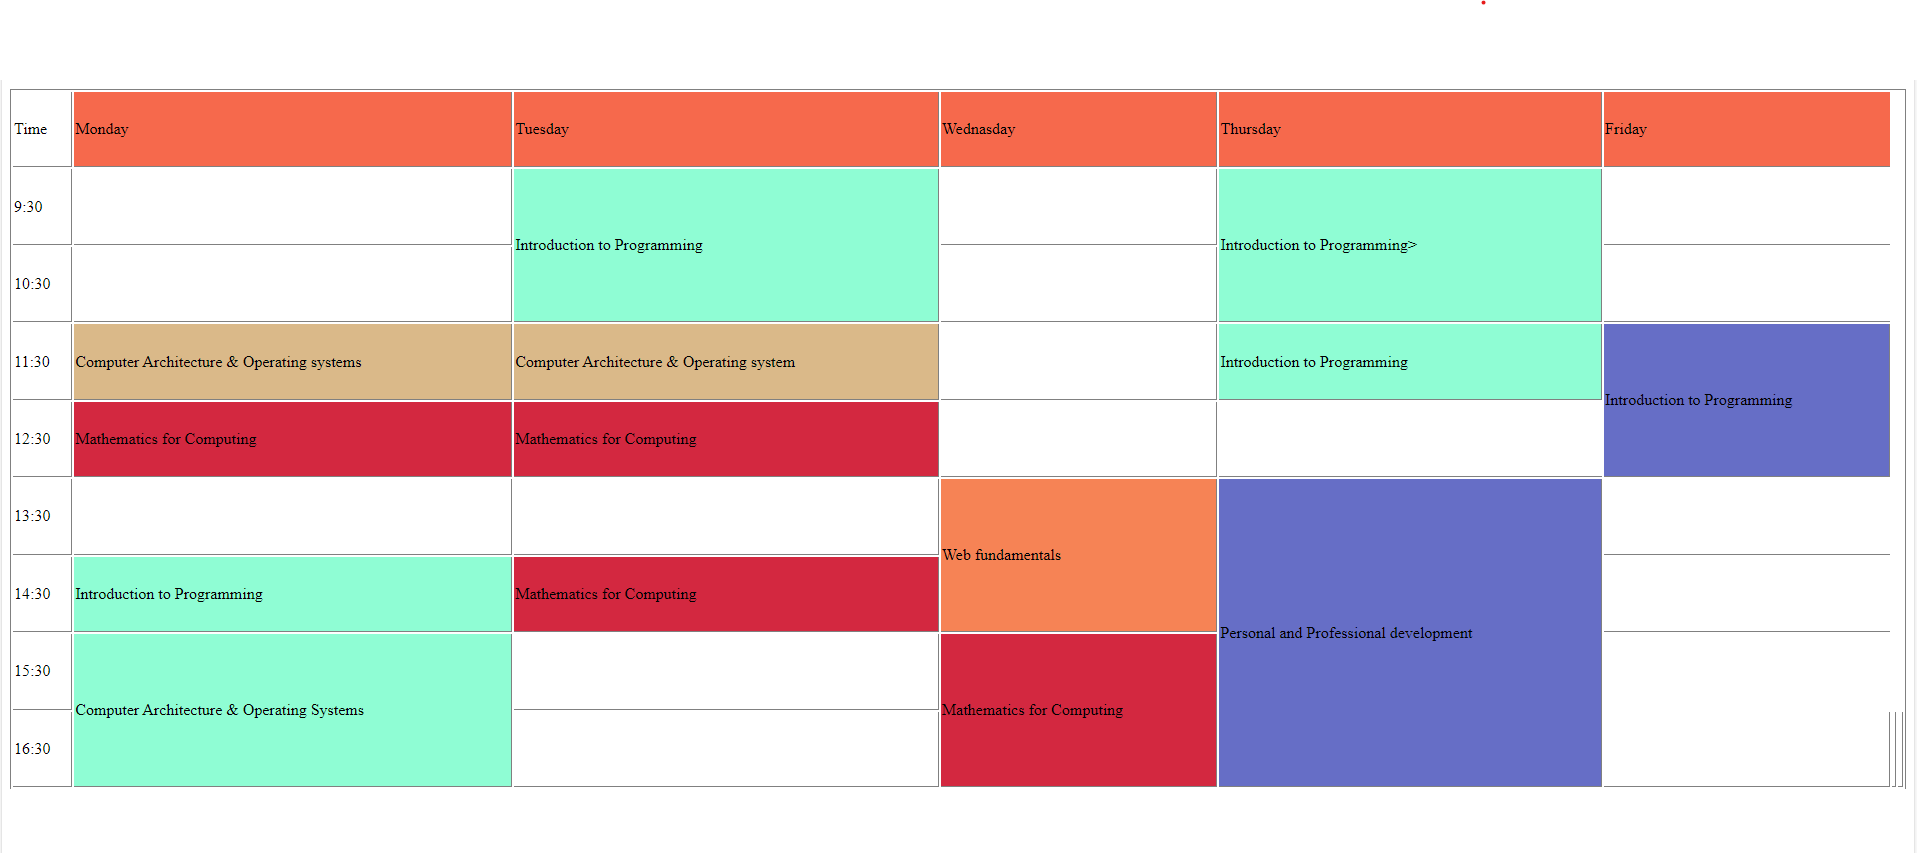 Time Monday Tuesday Wednasday Thursday Friday
9:30
Introduction to Programming Introduction to Programming>
10:30
11:30 Computer Architecture & Operating systems Computer Architecture & Operating system Introduction to Programming
Introduction to Programming
12:30 Mathematics for Computing Mathematics for Computing
13:30
Web fundamentals
14:30 Introduction to Programming Mathematics for Computing
Personal and Professional development
15:30
Computer Architecture & Operating Systems Mathematics for Computing
16:30